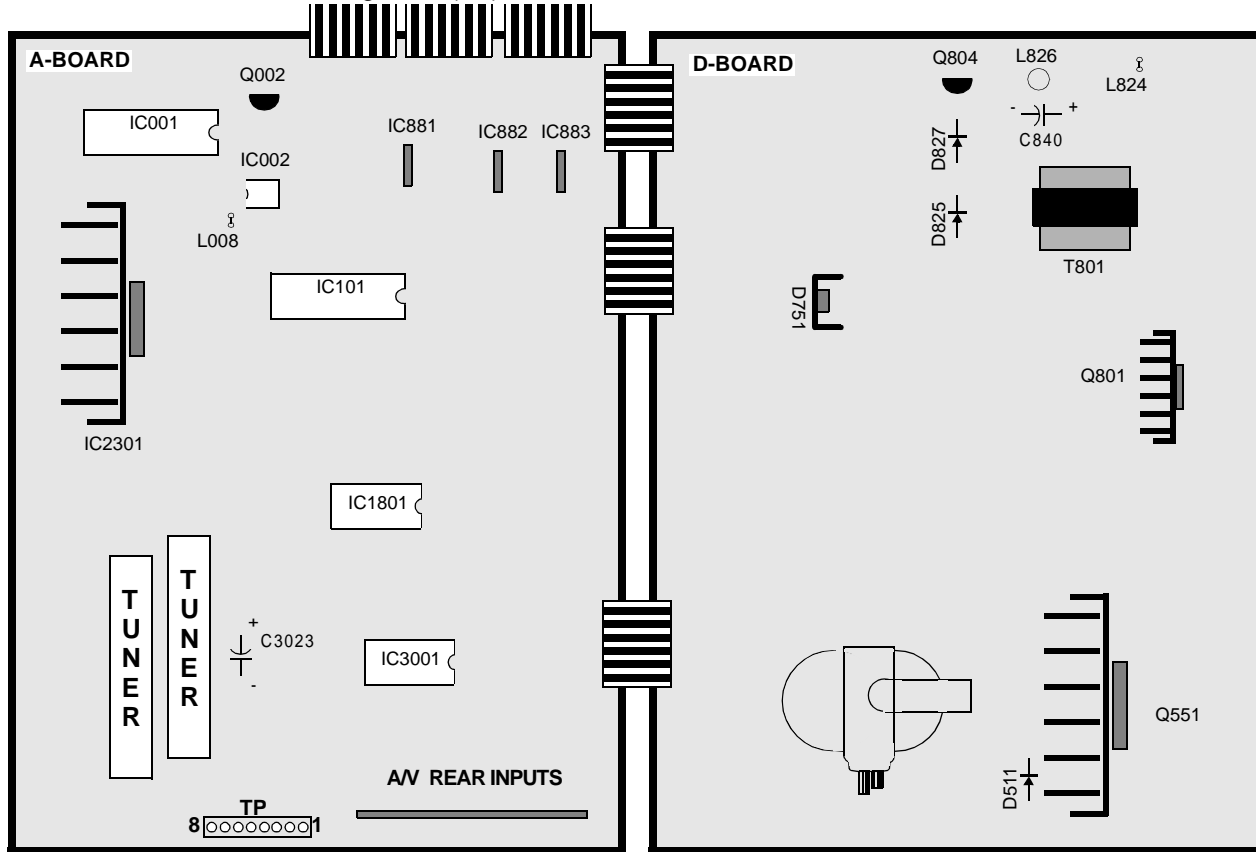 A-BOARD
Q002
IC001
IC002
L008
IC881
IC882
IC883
IC101
IC2301
IC1801
TUNER
TUNER
+
C3023
-
IC3001
A/V REAR INPUTS
TP
8
1
D-BOARD
Q804
L826
L824
-
+
C840
D827
D825
T801
D751
Q801
Q551
D511